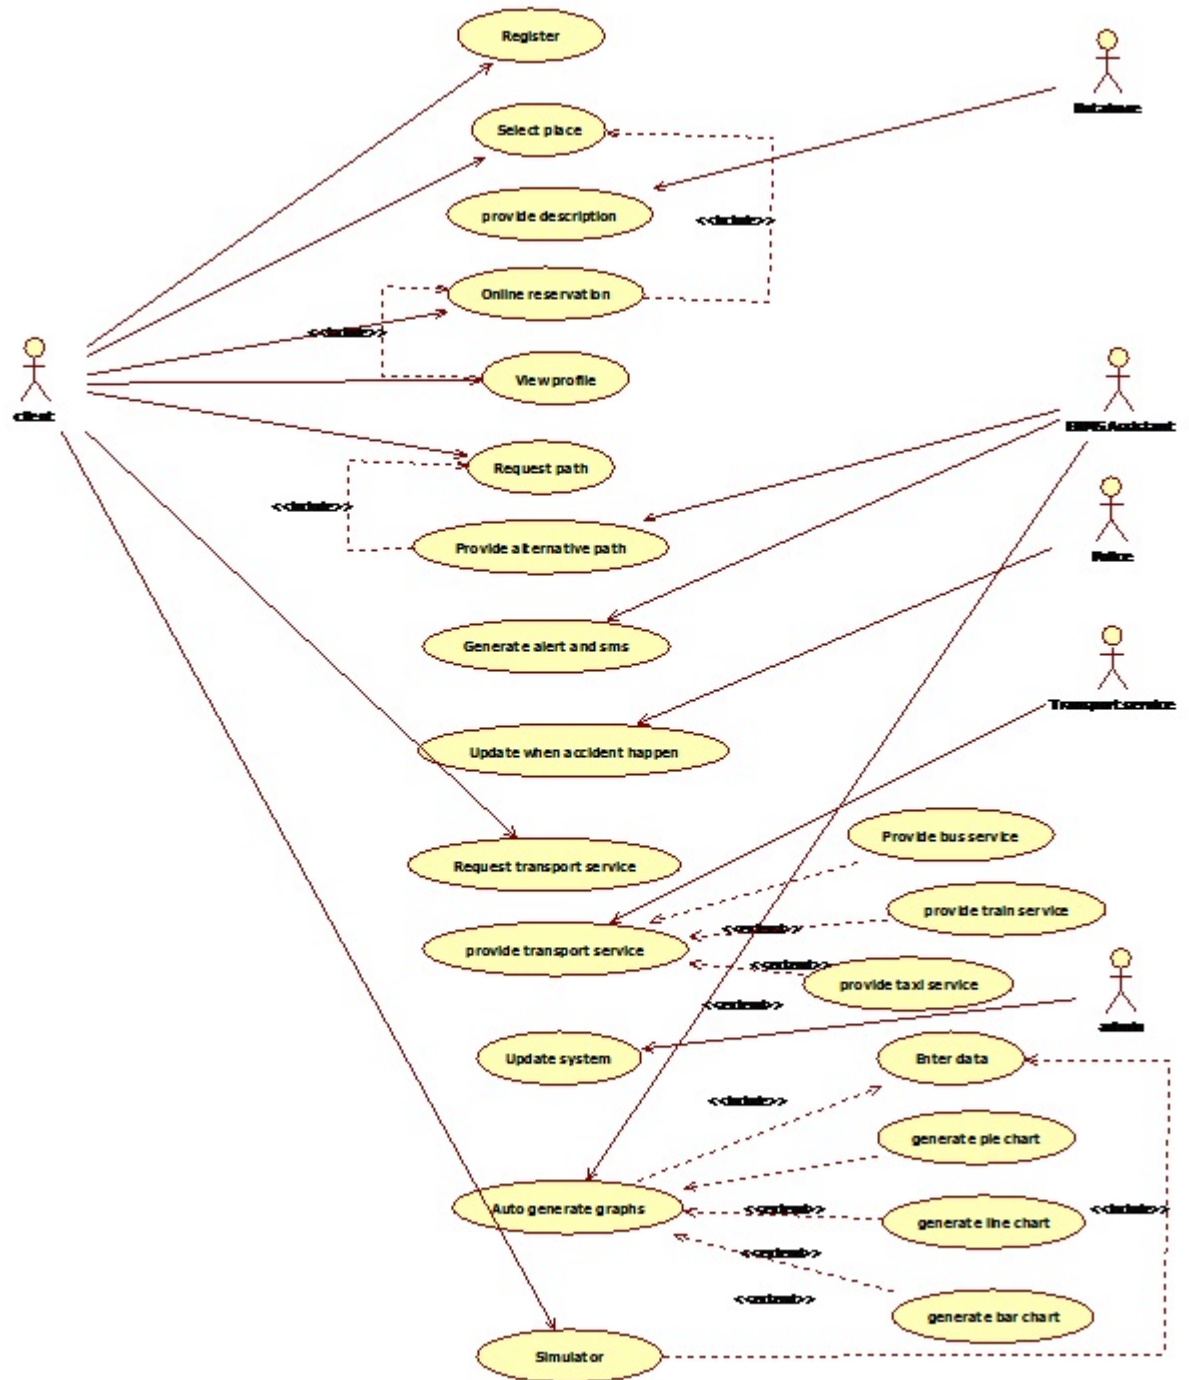 Register
Database
Select place
provide description
<<include>>
Online reservation
<<include>>
View profile
client
Assistant
Request path
<<include>>
Provide alternative path
Police
Generate alert and sms
Transport service
Update when accident happen
Provide bus service
Request transport service
provide train service
<<extend>>
provide transport service
<<extend>>
provide taxi service
<<extend>>
admin
Update system
Enter data
<<include>>
generate pie chart
Auto generate graphs
<<extend>>
<<include>>
generate line chart
<<extend>>
<<extend>>
generate bar chart
Simulator